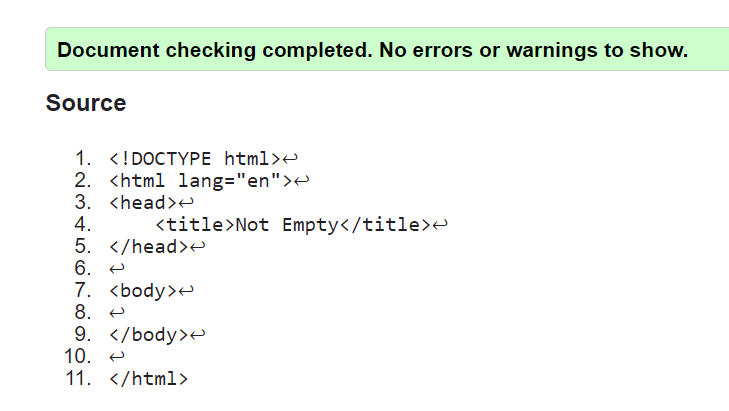 Document checking completed. No errors or warnings to show.
Source
1. <!DOCTYPE html>↩
2. <html lang="en">↩
3. <head>↩
4.     <title>Not Empty</title>↩
5. </head>↩
6. ↩
7. <body>↩
8. ↩
9. </body>↩
10. ↩
11. </html>